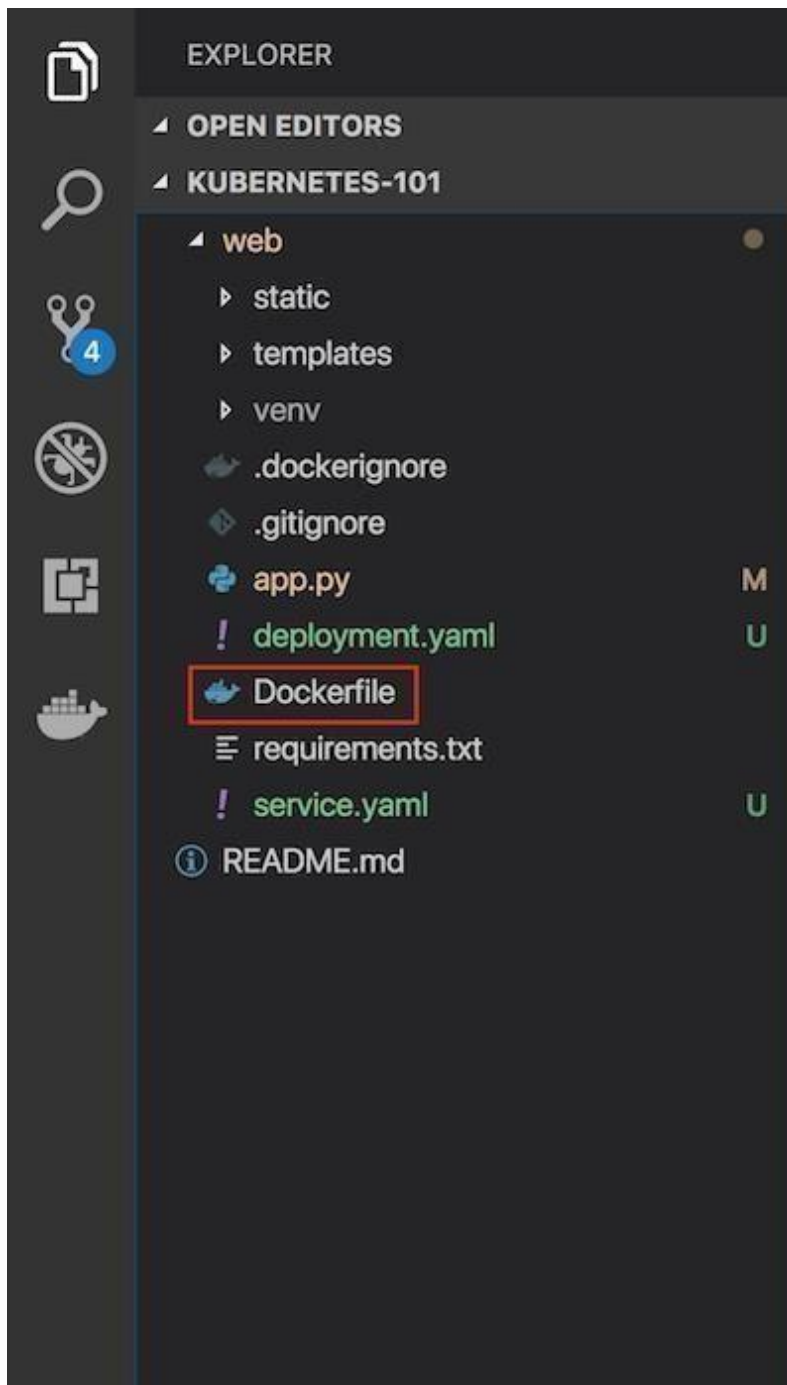 EXPLORER
OPEN EDITORS
KUBERNETES-101
web
static
templates
4
venv
.dockerignore
.gitignore
app.py M
deployment.yaml U
Dockerfile
requirements.txt
service.yaml U
README.md